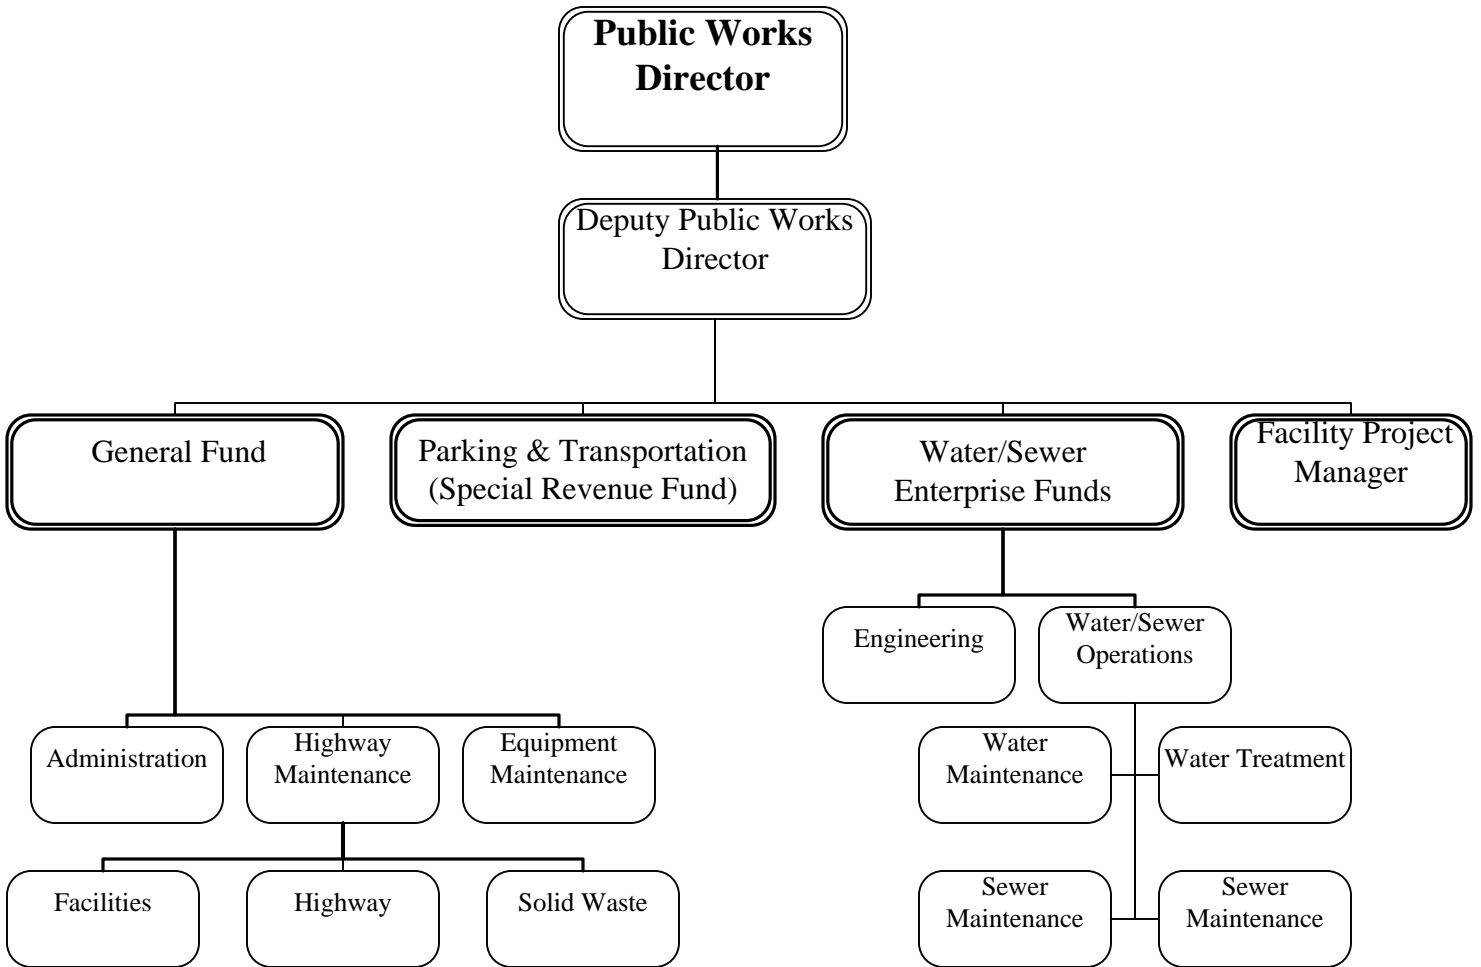 Public Works
Director
Deputy Public Works
Director
General Fund
Parking & Transportation
(Special Revenue Fund)
Water/Sewer
Enterprise Funds
Facility Project
Manager
Engineering
Water/Sewer
Operations
Administration
Highway
Maintenance
Equipment
Maintenance
Water
Maintenance
Water Treatment
Facilities
Highway
Solid Waste
Sewer
Maintenance
Sewer
Maintenance